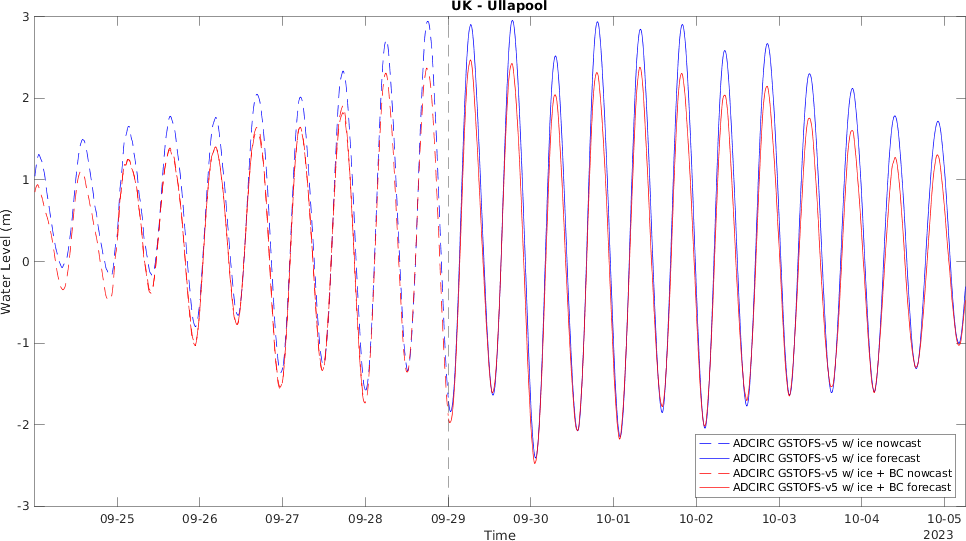 UK - Ullapool
3
2
1
0
-1
-2
-3
Water Level (m)
ADCIRC GSTOFS-v5 w/ ice nowcast
ADCIRC GSTOFS-v5 w/ ice forecast
ADCIRC GSTOFS-v5 w/ ice + BC nowcast
ADCIRC GSTOFS-v5 w/ ice + BC forecast
09-25 09-26 09-27 09-28 09-29 09-30 10-01 10-02 10-03 10-04 10-05
Time
2023